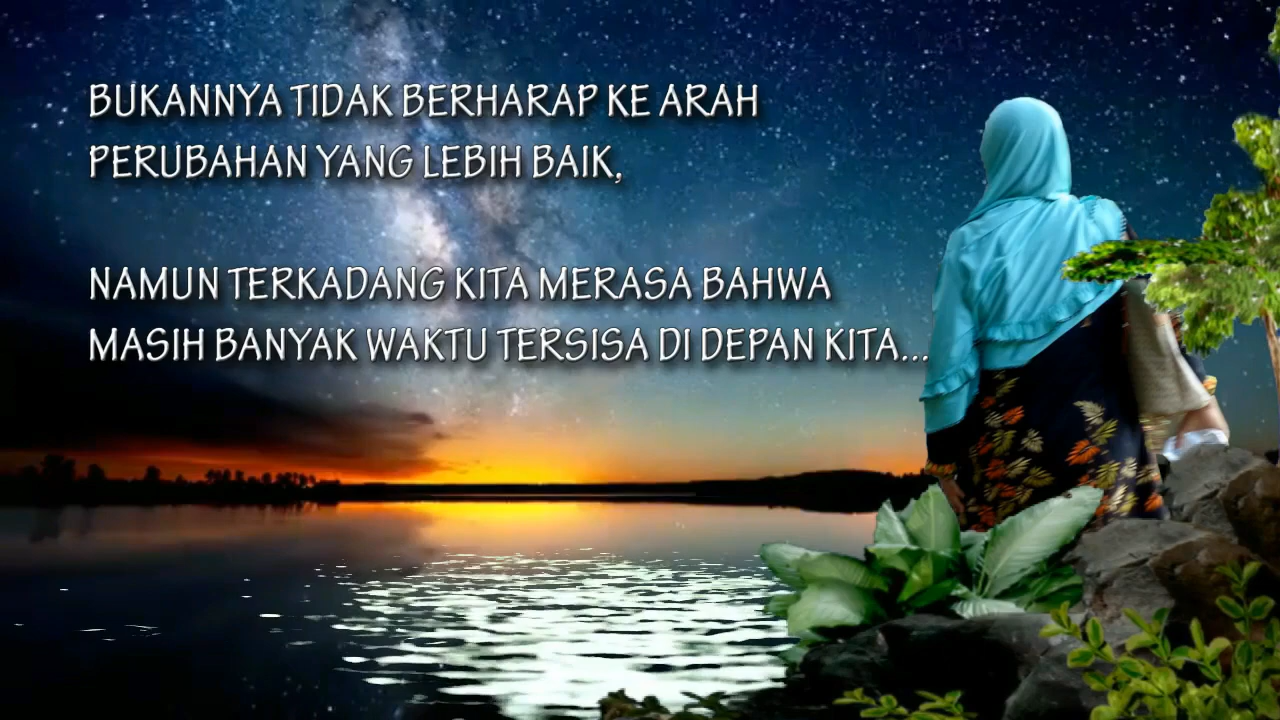 BUKANNYA TIDAK BERHARAP KE ARAH
PERUBAHAN YANG LEBIH BAIK,
NAMUN TERKADANG KITA MERASA BAHWA
MASIH BANYAK WAKTU TERSISA DI DEPAN KITA...